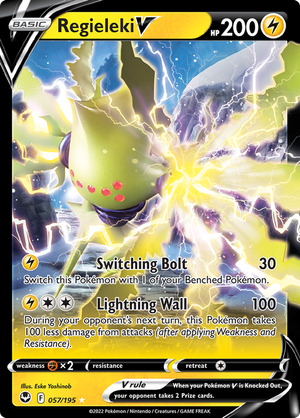 BASIC Regieleki V HP 200
Switching Bolt 30
Switch this Pokémon with 1 of your Benched Pokémon.
Lightning Wall 100
During your opponent's next turn, this Pokémon takes
100 less damage from attacks (after applying Weakness and
Resistance).
weakness ×2 resistance retreat
Illus. Eske Yoshinob
F 057/195
V rule
When your Pokémon V is Knocked Out,
your opponent takes 2 Prize cards.
©2022 Pokémon / Nintendo / Creatures / GAME FREAK